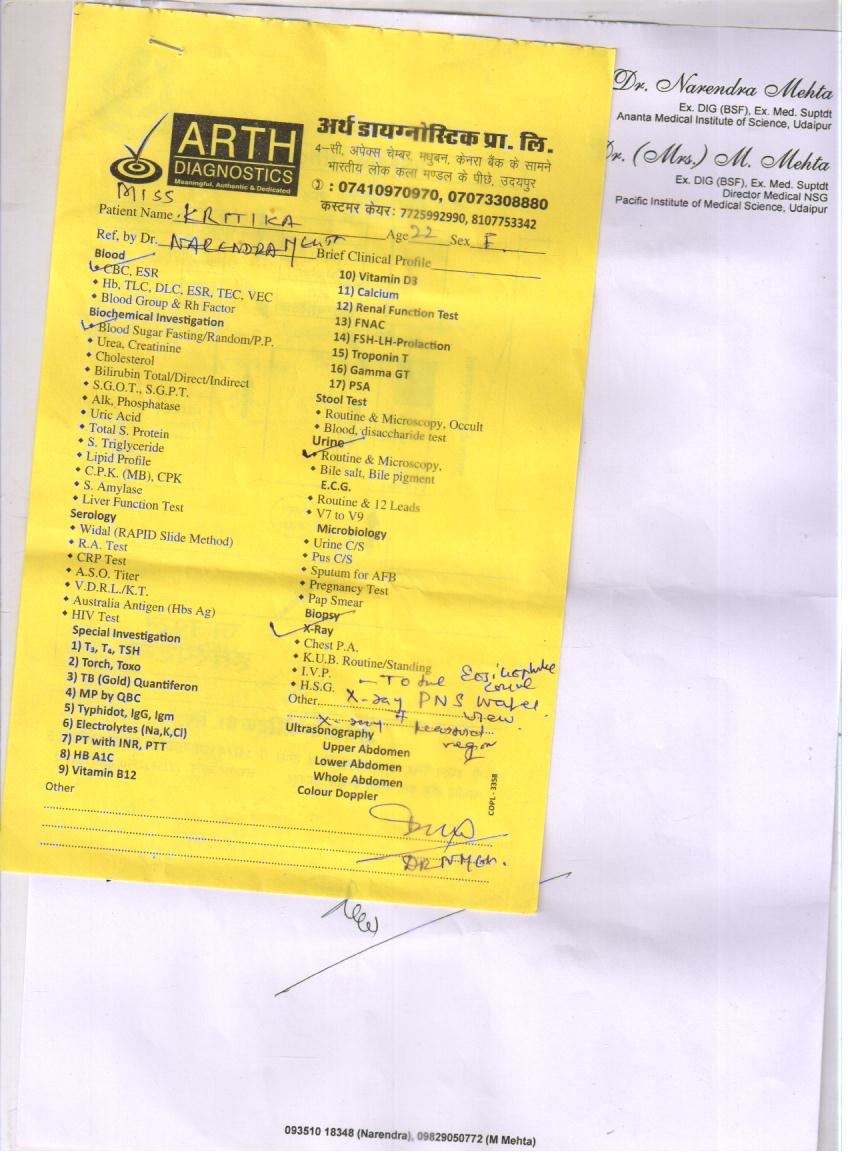 Dr. Narendra Mehta
Ex. DIG (BSF), Ex. Med. Suptdt
Ananta Medical Institute of Science, Udaipur
Dr. (Mrs.) M. Mehta
Ex. DIG (BSF), Ex. Med. Suptdt
Director Medical NSG
Pacific Institute of Medical Science, Udaipur
ARTH
DIAGNOSTICS
Meaningful, Authentic & Dedicated
अर्थ डायग्नोस्टिक प्रा. लि.
4-सी, अपेक्स चेम्बर, मधुबन, केनरा बैंक के सामने
भारतीय लोक कला मण्डल के पीछे, उदयपुर
: 07410970970, 07073308880
कस्टमर केयर: 7725992990, 8107753342
MISS
Patient Name KRITIKA Age 22 Sex F.
Ref, by Dr. NARENDRA Mehta Brief Clinical Profile
Blood
CBC, ESR
Hb, TLC, DLC, ESR, TEC, VEC
Blood Group & Rh Factor
Biochemical Investigation
Blood Sugar Fasting/Random/P.P.
Urea, Creatinine
Cholesterol
Bilirubin Total/Direct/Indirect
S.G.O.T., S.G.P.T.
Alk, Phosphatase
Uric Acid
Total S. Protein
S. Triglyceride
Lipid Profile
C.P.K. (MB), CPK
S. Amylase
Liver Function Test
Serology
Widal (RAPID Slide Method)
R.A. Test
CRP Test
A.S.O. Titer
V.D.R.L./K.T.
Australia Antigen (Hbs Ag)
HIV Test
Special Investigation
1) T₃, T₄, TSH
2) Torch, Toxo
3) TB (Gold) Quantiferon
4) MP by QBC
5) Typhidot, IgG, Igm
6) Electrolytes (Na,K,Cl)
7) PT with INR, PTT
8) HB A1C
9) Vitamin B12
Other
10) Vitamin D3
11) Calcium
12) Renal Function Test
13) FNAC
14) FSH-LH-Prolaction
15) Troponin T
16) Gamma GT
17) PSA
Stool Test
Routine & Microscopy, Occult
Blood, disaccharide test
Urine
Routine & Microscopy,
Bile salt, Bile pigment
E.C.G.
Routine & 12 Leads
V7 to V9
Microbiology
Urine C/S
Pus C/S
Sputum for AFB
Pregnancy Test
Pap Smear
Biopsy
X-Ray
Chest P.A.
K.U.B. Routine/Standing
I.V.P.
H.S.G.
Other X-ray PNS Water
view
X-ray
region
Ultrasonography
Upper Abdomen
Lower Abdomen
Whole Abdomen
Colour Doppler
COPL - 3358
093510 18348 (Narendra), 09829050772 (M Mehta)